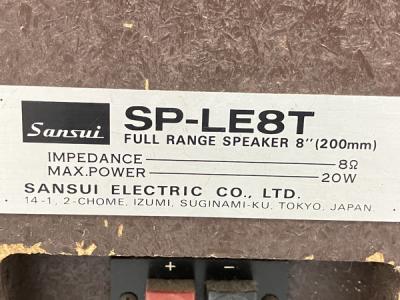 Sansui
SP-LE8T
FULL RANGE SPEAKER 8"(200mm)
IMPEDANCE 8Ω
MAX.POWER 20W
SANSUI ELECTRIC CO., LTD.
14-1, 2-CHOME, IZUMI, SUGINAMI-KU, TOKYO, JAPAN.
+ −